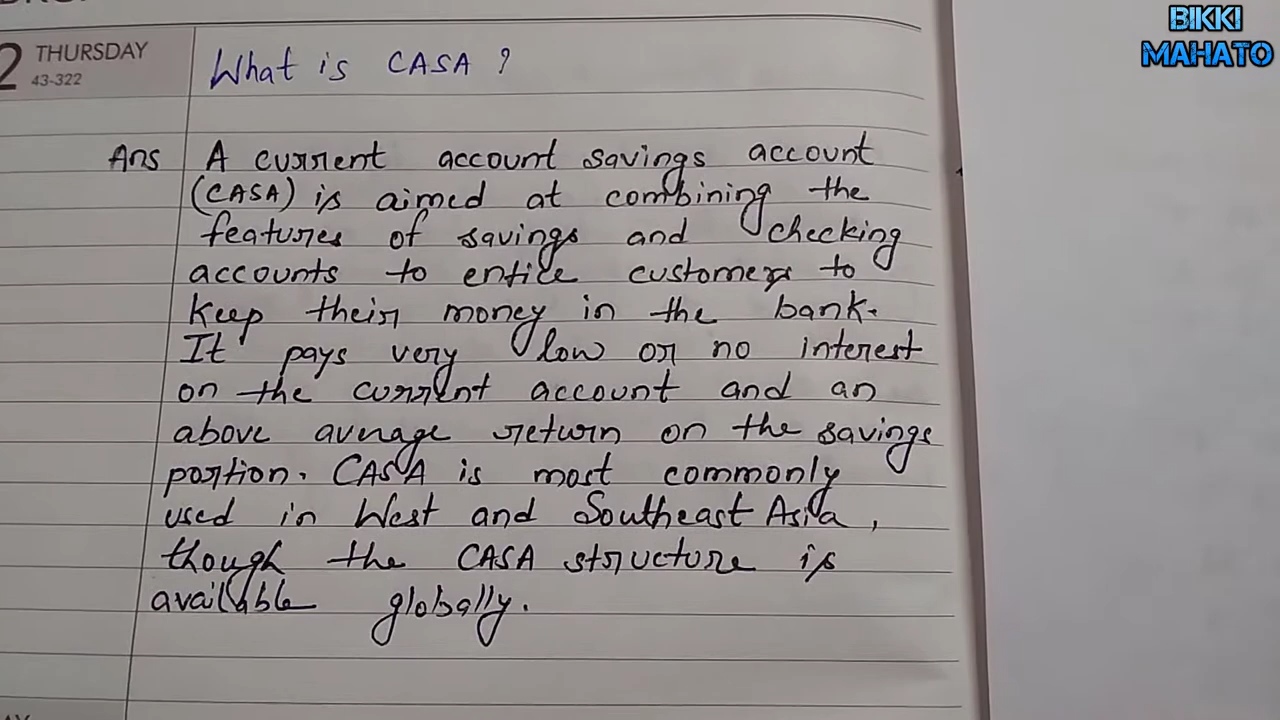 BIKKI
MAHATO
2 THURSDAY
43-322
What is CASA ?
Ans A current account savings account
(CASA) is aimed at combining the
features of savings and checking
accounts to entice customers to
keep their money in the bank.
It pays very low or no interest
on the current account and an
above average return on the savings
portion. CASA is most commonly
used in West and Southeast Asia,
though the CASA structure is
available globally.